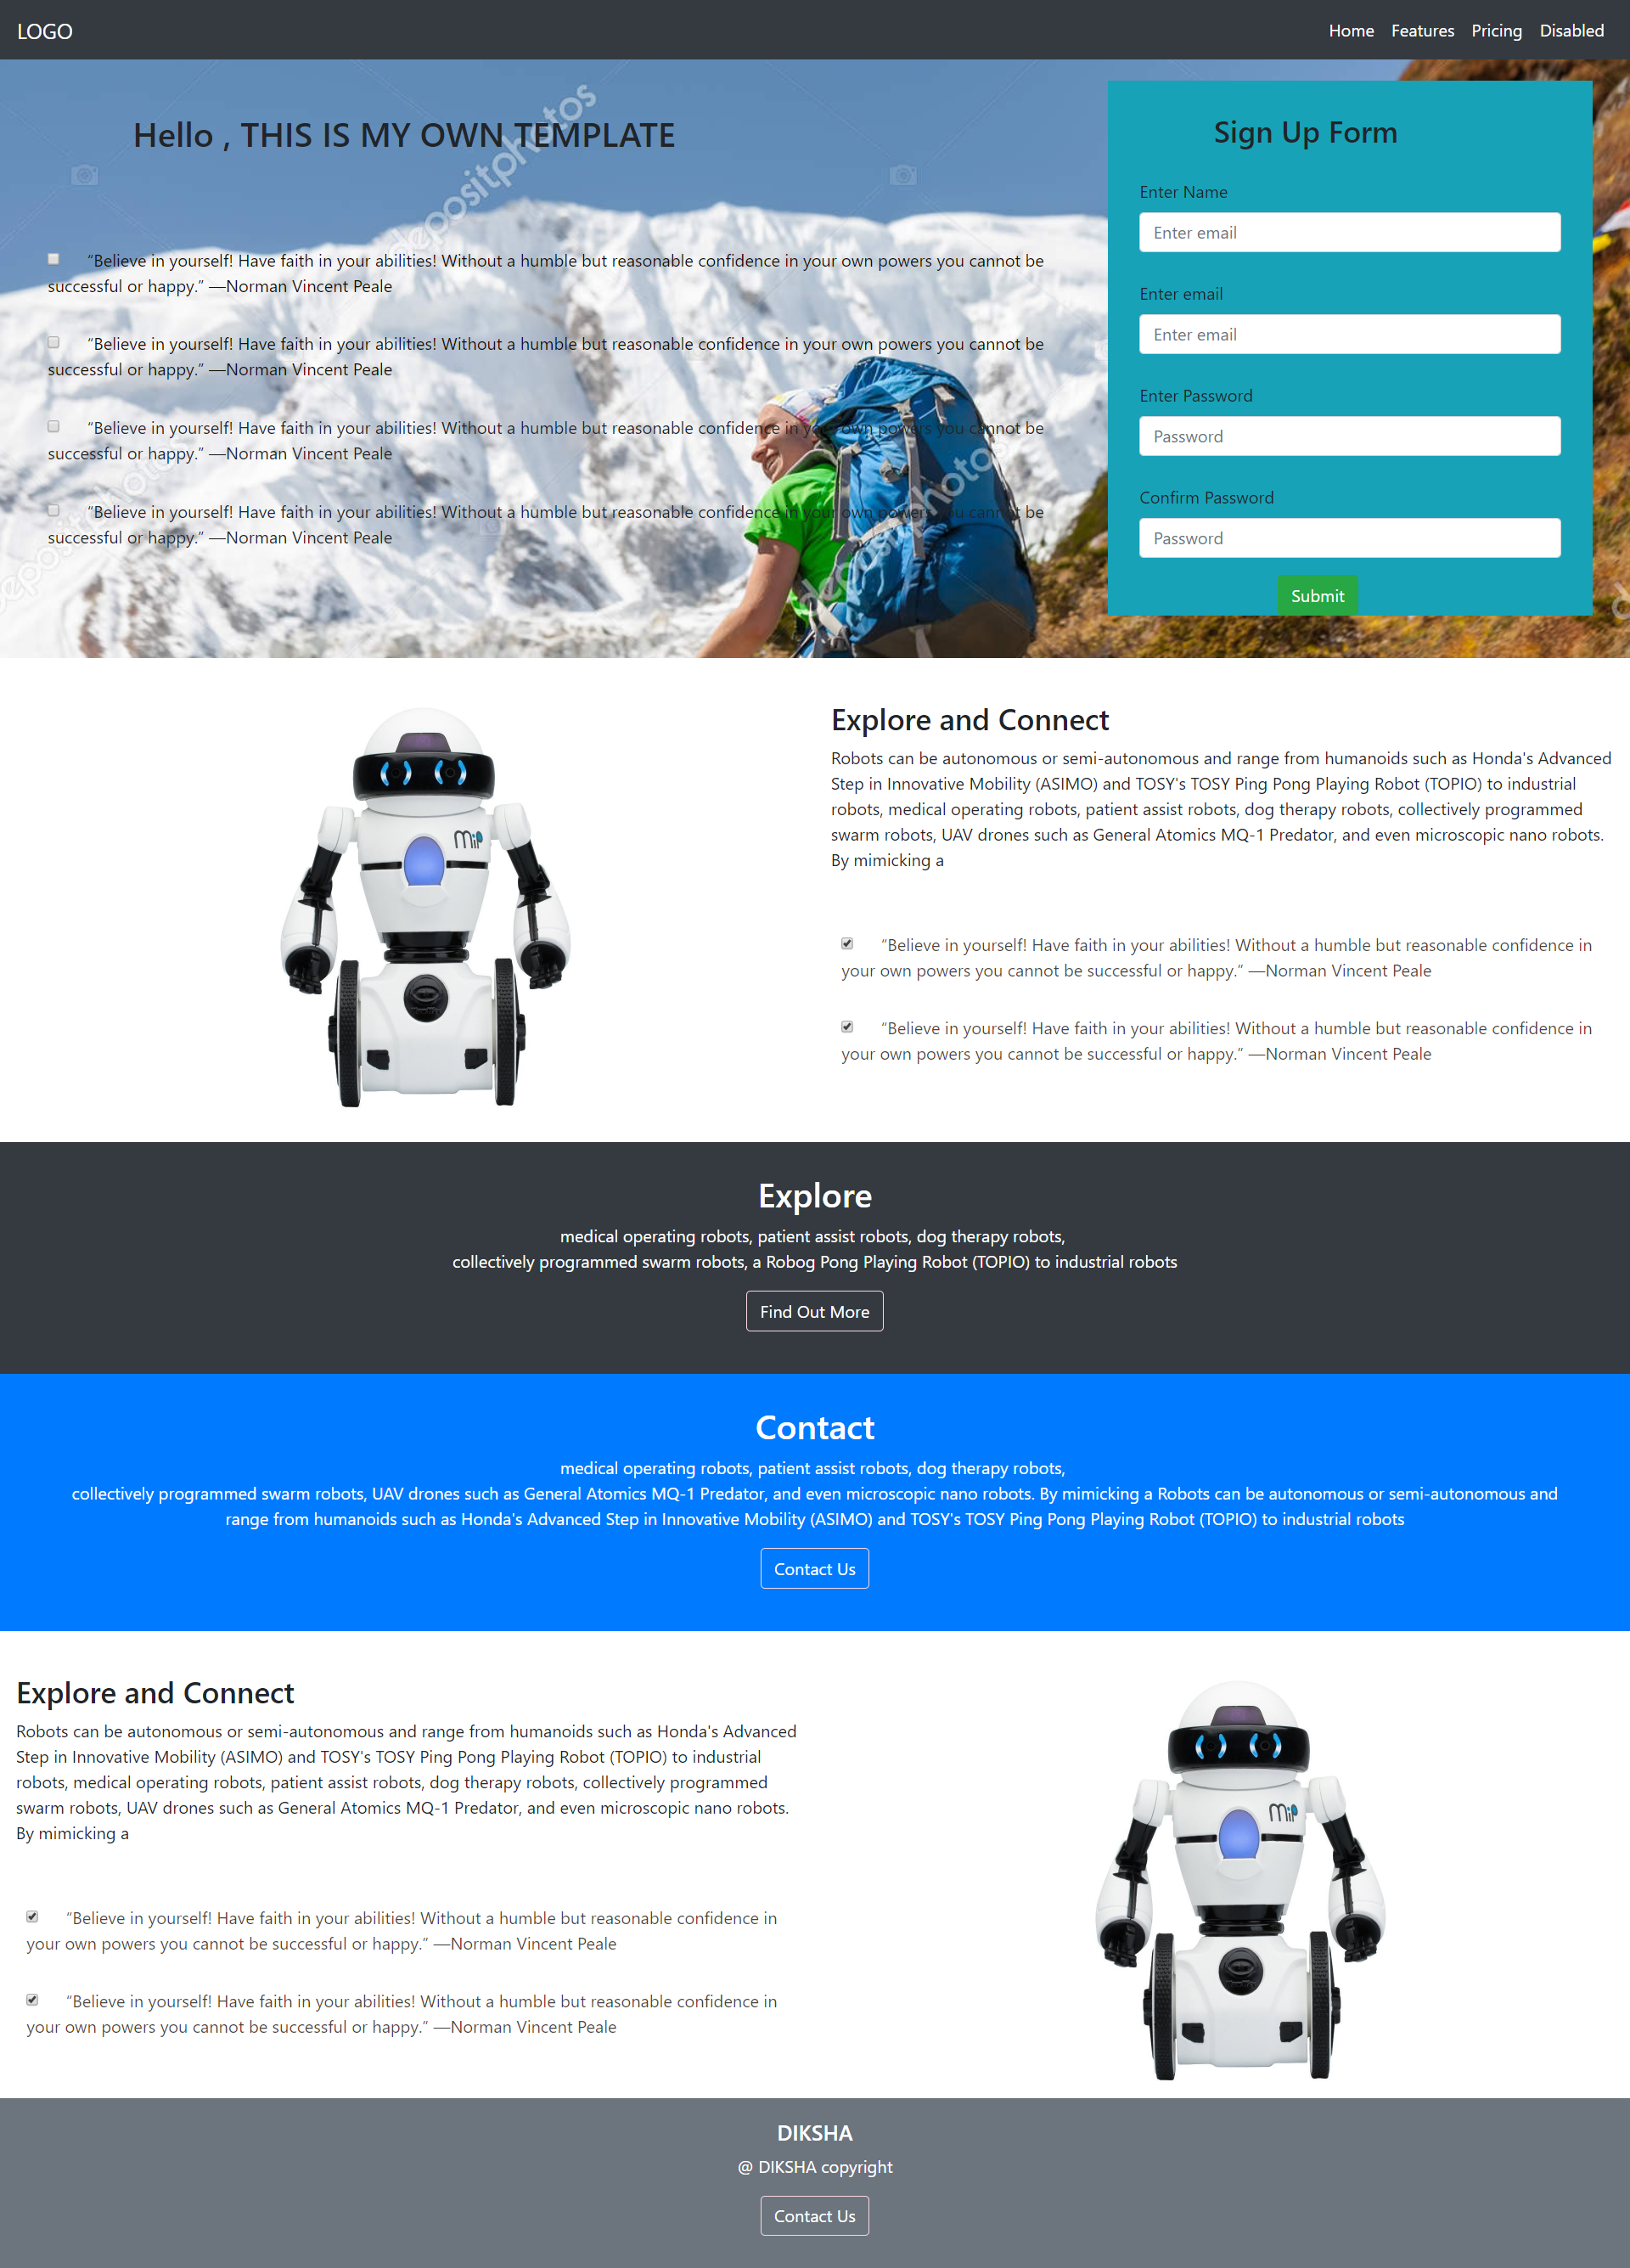 LOGO
Home Features Pricing Disabled
Hello , THIS IS MY OWN TEMPLATE
“Believe in yourself! Have faith in your abilities! Without a humble but reasonable confidence in your own powers you cannot be
successful or happy.” —Norman Vincent Peale
“Believe in yourself! Have faith in your abilities! Without a humble but reasonable confidence in your own powers you cannot be
successful or happy.” —Norman Vincent Peale
“Believe in yourself! Have faith in your abilities! Without a humble but reasonable confidence in your own powers you cannot be
successful or happy.” —Norman Vincent Peale
“Believe in yourself! Have faith in your abilities! Without a humble but reasonable confidence in your own powers you cannot be
successful or happy.” —Norman Vincent Peale
depositphotos
depositphotos
depositphotos
Sign Up Form
Enter Name
Enter email
Enter email
Enter email
Enter Password
Password
Confirm Password
Password
Submit
mip
Explore and Connect
Robots can be autonomous or semi-autonomous and range from humanoids such as Honda's Advanced
Step in Innovative Mobility (ASIMO) and TOSY's TOSY Ping Pong Playing Robot (TOPIO) to industrial
robots, medical operating robots, patient assist robots, dog therapy robots, collectively programmed
swarm robots, UAV drones such as General Atomics MQ-1 Predator, and even microscopic nano robots.
By mimicking a
“Believe in yourself! Have faith in your abilities! Without a humble but reasonable confidence in
your own powers you cannot be successful or happy.” —Norman Vincent Peale
“Believe in yourself! Have faith in your abilities! Without a humble but reasonable confidence in
your own powers you cannot be successful or happy.” —Norman Vincent Peale
Explore
medical operating robots, patient assist robots, dog therapy robots,
collectively programmed swarm robots, a Robog Pong Playing Robot (TOPIO) to industrial robots
Find Out More
Contact
medical operating robots, patient assist robots, dog therapy robots,
collectively programmed swarm robots, UAV drones such as General Atomics MQ-1 Predator, and even microscopic nano robots. By mimicking a Robots can be autonomous or semi-autonomous and
range from humanoids such as Honda's Advanced Step in Innovative Mobility (ASIMO) and TOSY's TOSY Ping Pong Playing Robot (TOPIO) to industrial robots
Contact Us
Explore and Connect
Robots can be autonomous or semi-autonomous and range from humanoids such as Honda's Advanced
Step in Innovative Mobility (ASIMO) and TOSY's TOSY Ping Pong Playing Robot (TOPIO) to industrial
robots, medical operating robots, patient assist robots, dog therapy robots, collectively programmed
swarm robots, UAV drones such as General Atomics MQ-1 Predator, and even microscopic nano robots.
By mimicking a
“Believe in yourself! Have faith in your abilities! Without a humble but reasonable confidence in
your own powers you cannot be successful or happy.” —Norman Vincent Peale
“Believe in yourself! Have faith in your abilities! Without a humble but reasonable confidence in
your own powers you cannot be successful or happy.” —Norman Vincent Peale
mip
DIKSHA
@ DIKSHA copyright
Contact Us